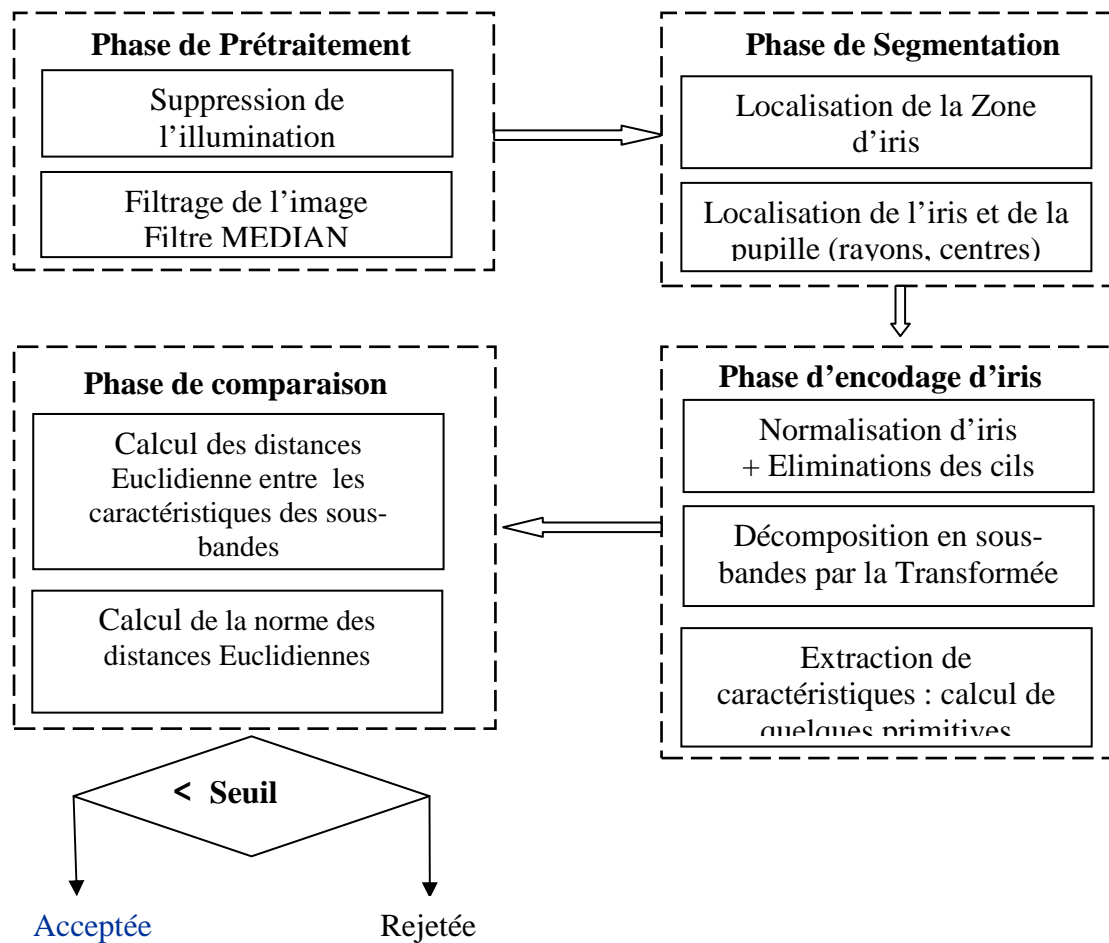 Phase de Prétraitement
Suppression de
l’illumination
Filtrage de l’image
Filtre MEDIAN
Phase de Segmentation
Localisation de la Zone
d’iris
Localisation de l’iris et de la
pupille (rayons, centres)
Phase d’encodage d’iris
Normalisation d’iris
+ Eliminations des cils
Décomposition en sous-
bandes par la Transformée
Extraction de
caractéristiques : calcul de
quelques primitives
Phase de comparaison
Calcul des distances
Euclidienne entre les
caractéristiques des sous-
bandes
Calcul de la norme des
distances Euclidiennes
< Seuil
Acceptée
Rejetée